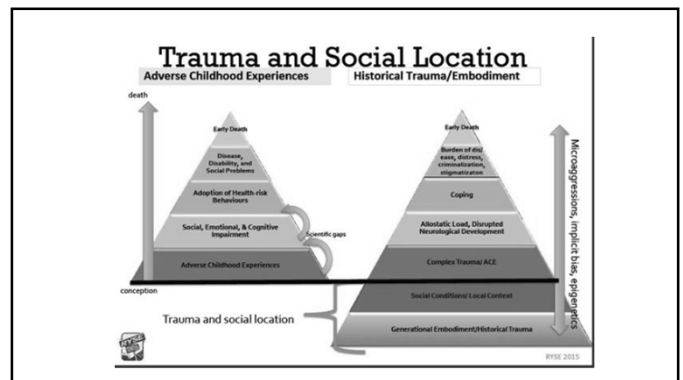 Trauma and Social Location
Adverse Childhood Experiences
Historical Trauma/Embodiment
death
Early Death
Disease,
Disability, and
Social Problems
Adoption of Health-risk
Behaviours
Social, Emotional, & Cognitive
Impairment
Scientific gaps
Adverse Childhood Experiences
conception
Trauma and social location
Early Death
Burden of dis/
ease, distress,
criminalization,
stigmatizaton
Coping
Allostatic Load, Disrupted
Neurological Development
Complex Trauma/ ACE
Social Conditions/ Local Context
Generational Embodiment/Historical Trauma
Microaggressions, implicit bias, epigenetics
RYSE
RYSE 2015